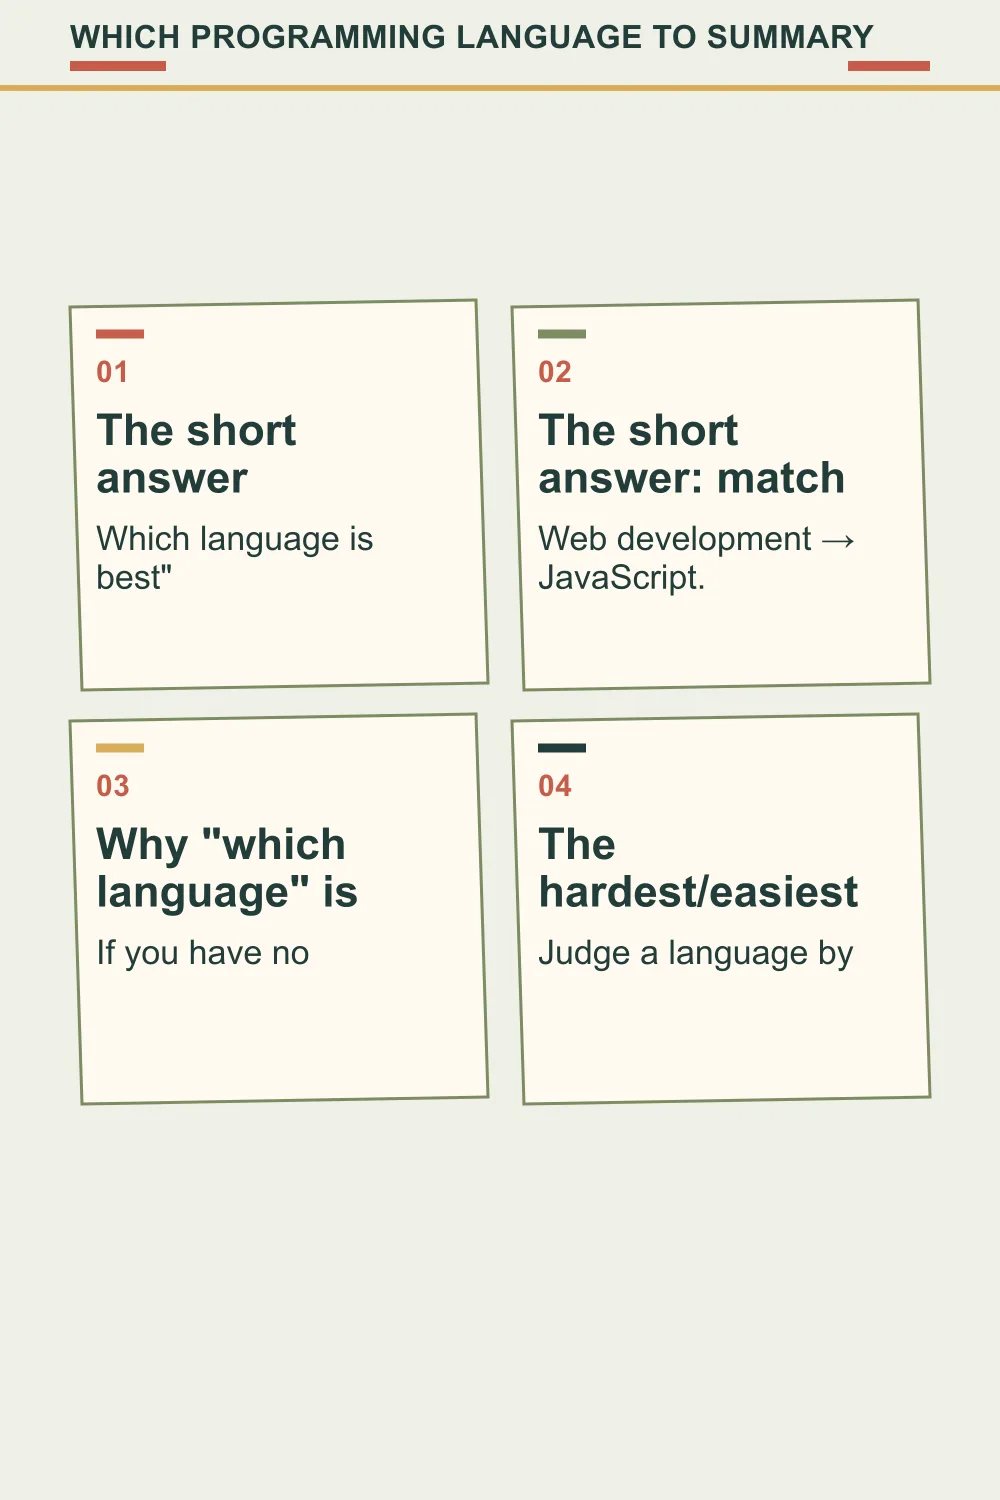 WHICH PROGRAMMING LANGUAGE TO SUMMARY
01
The short
answer
Which language is
best"
02
The short
answer: match
Web development →
JavaScript.
03
Why "which
language" is
If you have no
04
The
hardest/easiest
Judge a language by